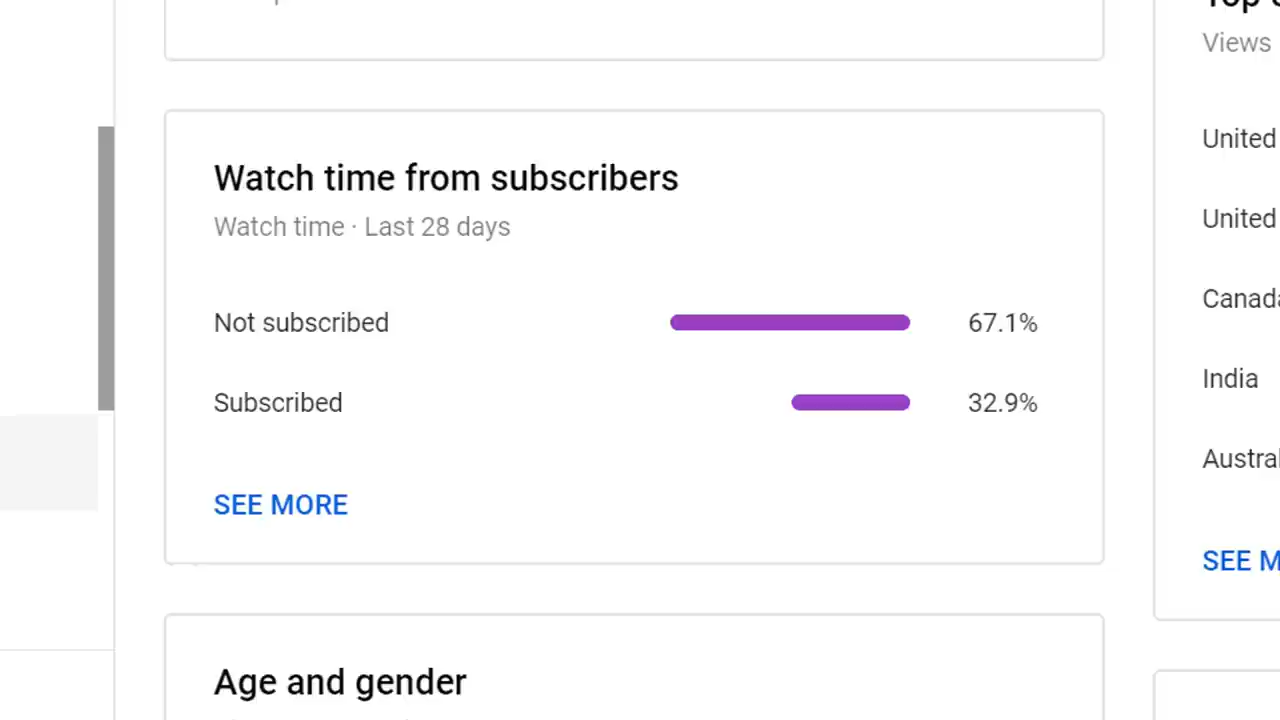 Watch time from subscribers
Watch time · Last 28 days
Not subscribed 67.1%
Subscribed 32.9%
SEE MORE
Age and gender
Views
United
United
India
SEE